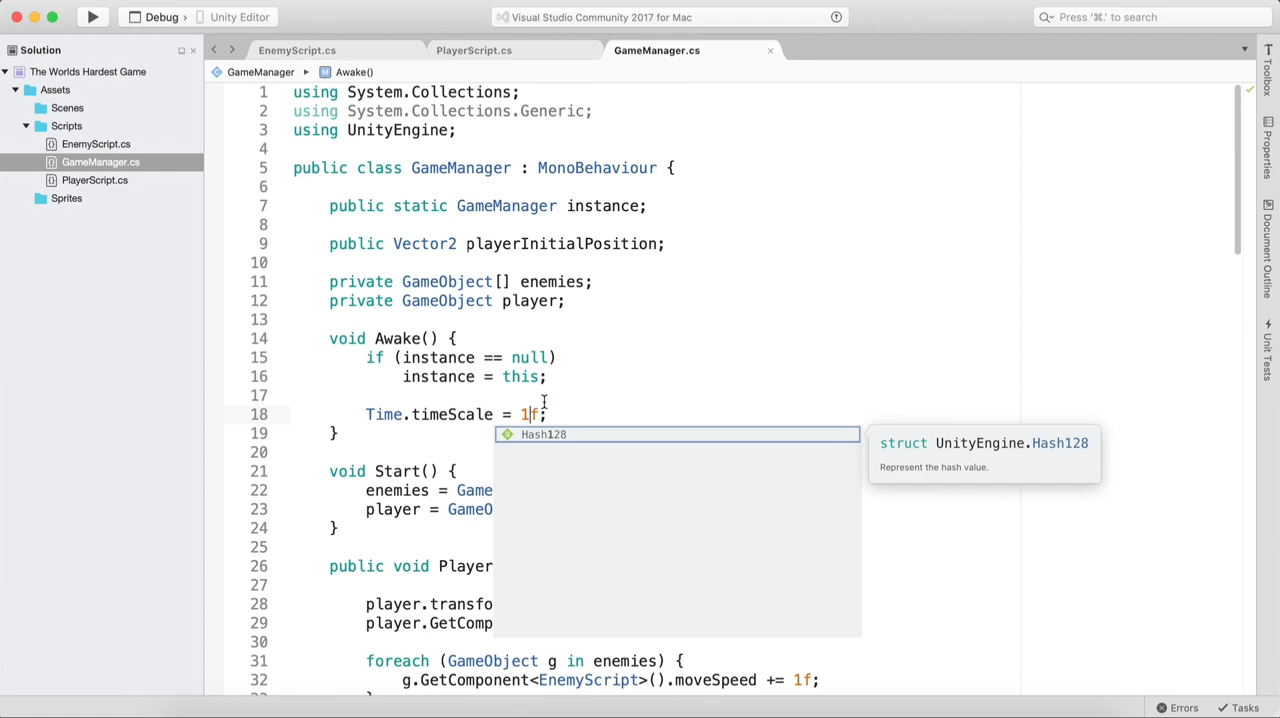 Debug › Unity Editor
Visual Studio Community 2017 for Mac
Press '⌘.' to search
Solution
The Worlds Hardest Game
Assets
Scenes
Scripts
EnemyScript.cs
GameManager.cs
PlayerScript.cs
Sprites
EnemyScript.cs PlayerScript.cs GameManager.cs
GameManager Awake()
1 using System.Collections;
2 using System.Collections.Generic;
3 using UnityEngine;
4
5 public class GameManager : MonoBehaviour {
6
7 public static GameManager instance;
8
9 public Vector2 playerInitialPosition;
10
11 private GameObject[] enemies;
12 private GameObject player;
13
14 void Awake() {
15 if (instance == null)
16 instance = this;
17
18 Time.timeScale = 1f;
19 }
20
21 void Start() {
22 enemies = Game
23 player = GameO
24 }
25
26 public void Player
27
28 player.transfo
29 player.GetComp
30
31 foreach (GameObject g in enemies) {
32 g.GetComponent<EnemyScript>().moveSpeed += 1f;
Hash128
struct UnityEngine.Hash128
Represent the hash value.
Toolbox
Properties
Document Outline
Unit Tests
Errors Tasks